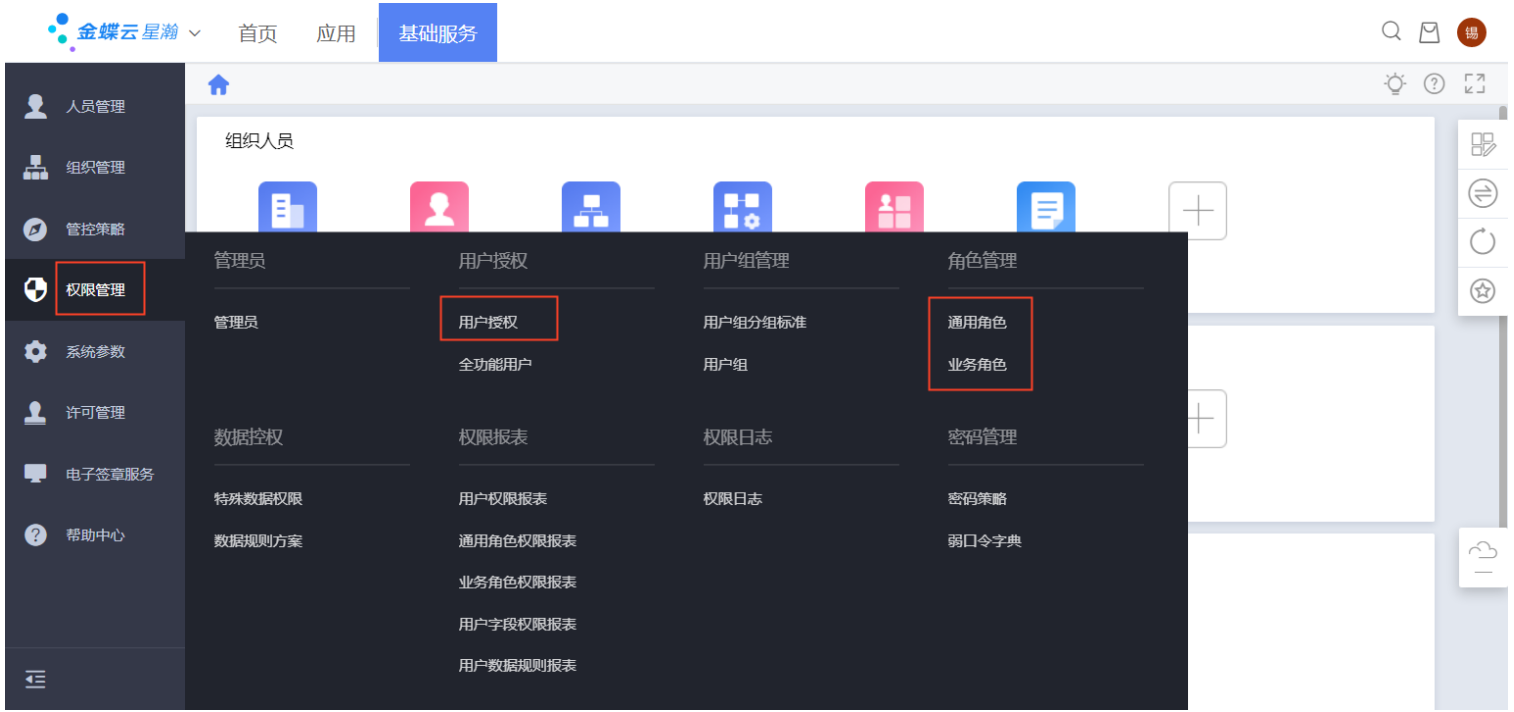 金蝶云 星瀚 首页 应用 基础服务
锡
人员管理
组织管理
管控策略
权限管理
系统参数
许可管理
电子签章服务
帮助中心
组织人员
管理员 用户授权 用户组管理 角色管理
管理员 用户授权 用户组分组标准 通用角色
全功能用户 用户组 业务角色
数据控权 权限报表 权限日志 密码管理
特殊数据权限 用户权限报表 权限日志 密码策略
数据规则方案 通用角色权限报表 弱口令字典
业务角色权限报表
用户字段权限报表
用户数据规则报表